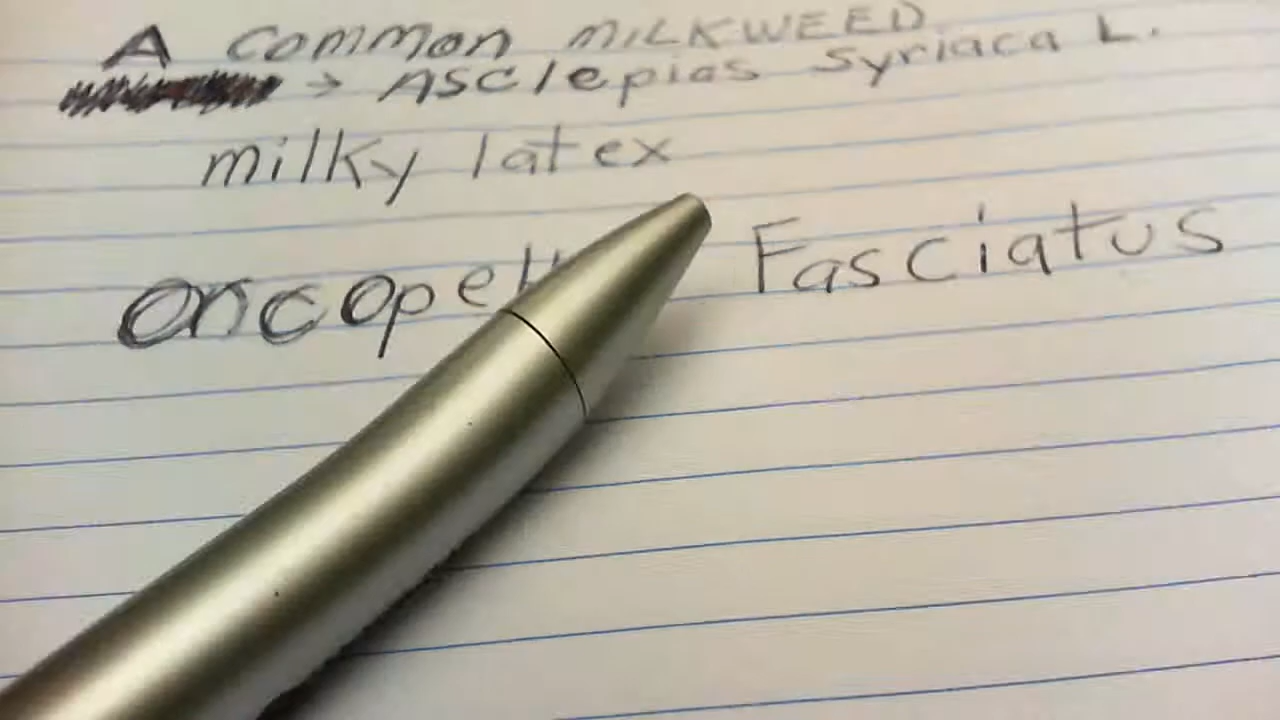 A common MILKWEED
→ Asclepias Syriaca L.
milky latex
Fasciatus